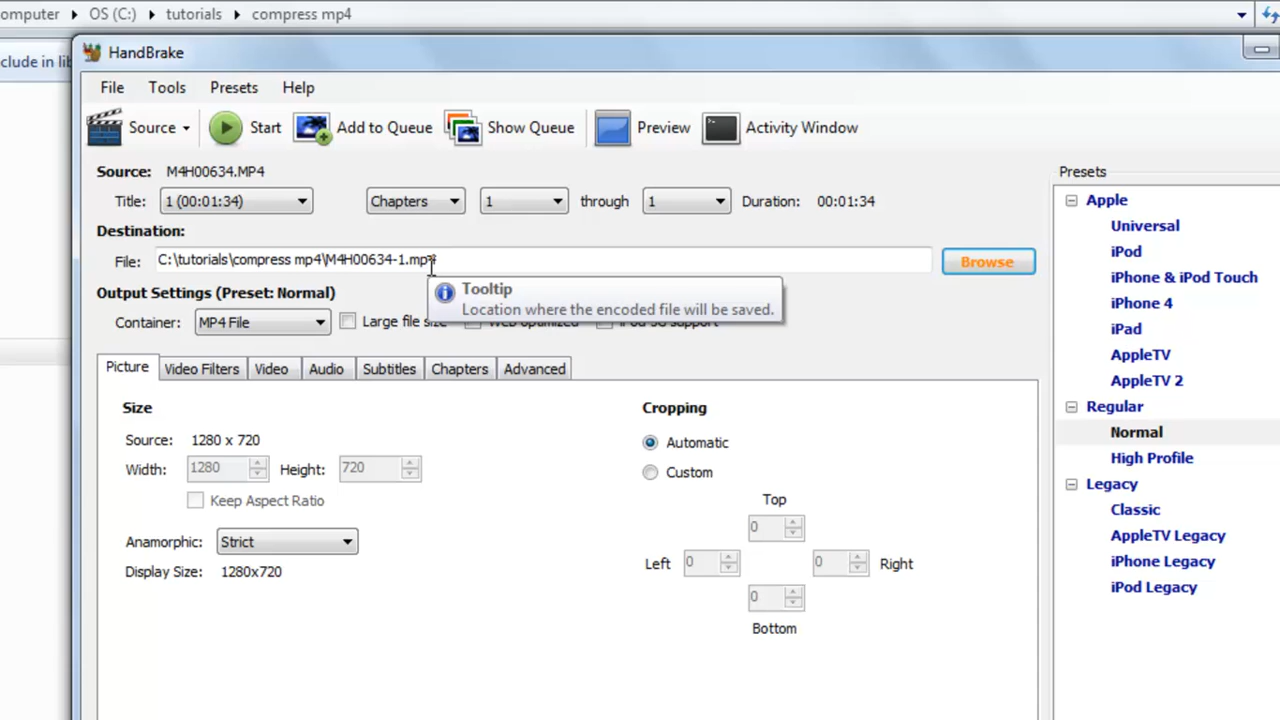 omputer ▸ OS (C:) ▸ tutorials ▸ compress mp4
clude in lib
HandBrake
File Tools Presets Help
Source Start Add to Queue Show Queue Preview Activity Window
Source: M4H00634.MP4
Title: 1 (00:01:34) Chapters 1 through 1 Duration: 00:01:34
Destination:
File: C:\tutorials\compress mp4\M4H00634-1.mp4 Browse
Tooltip
Location where the encoded file will be saved.
Output Settings (Preset: Normal)
Container: MP4 File Large file size Web optimized iPod 5G support
Picture Video Filters Video Audio Subtitles Chapters Advanced
Size
Source: 1280 x 720
Width: 1280 Height: 720
Keep Aspect Ratio
Anamorphic: Strict
Display Size: 1280x720
Cropping
Automatic
Custom
Top
0
Left 0 0 Right
0
Bottom
Presets
Apple
Universal
iPod
iPhone & iPod Touch
iPhone 4
iPad
AppleTV
AppleTV 2
Regular
Normal
High Profile
Legacy
Classic
AppleTV Legacy
iPhone Legacy
iPod Legacy